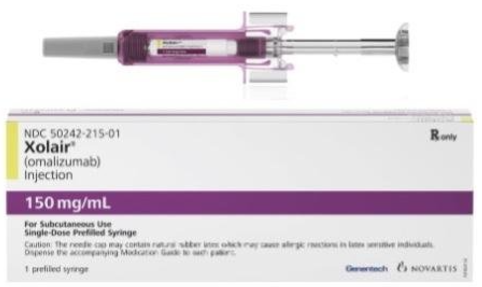 Xolair
NDC 50242-215-01
Rx only
Xolair®
(omalizumab)
Injection
150 mg/mL
For Subcutaneous Use
Single-Dose Prefilled Syringe
Caution: The needle cap may contain natural rubber latex which may cause allergic reactions in latex sensitive individuals.
Dispense the accompanying Medication Guide to each patient.
1 prefilled syringe
Genentech NOVARTIS